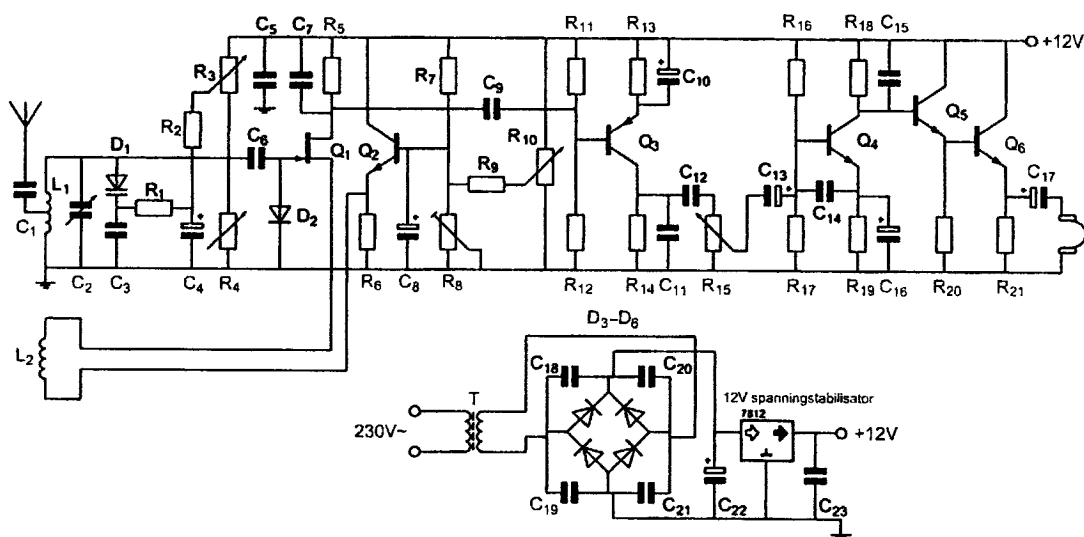 C5 C7 R5 R11 R13 R16 R18 C15
+12V
R3 R7 C9 C10
R2 Q5
D1 C6 Q1 Q2 R10 Q3 Q4 Q6
L1 R1 R9 C12 C13 C17
C1 D2 C14
C2 C3 C4 R4 R6 C8 R8 R12 R14 C11 R15 R17 R19 C16 R20 R21
D3-D6
L2
C18 C20
12V spanningstabilisator
7812
T
230V~
+12V
C19 C21 C22 C23